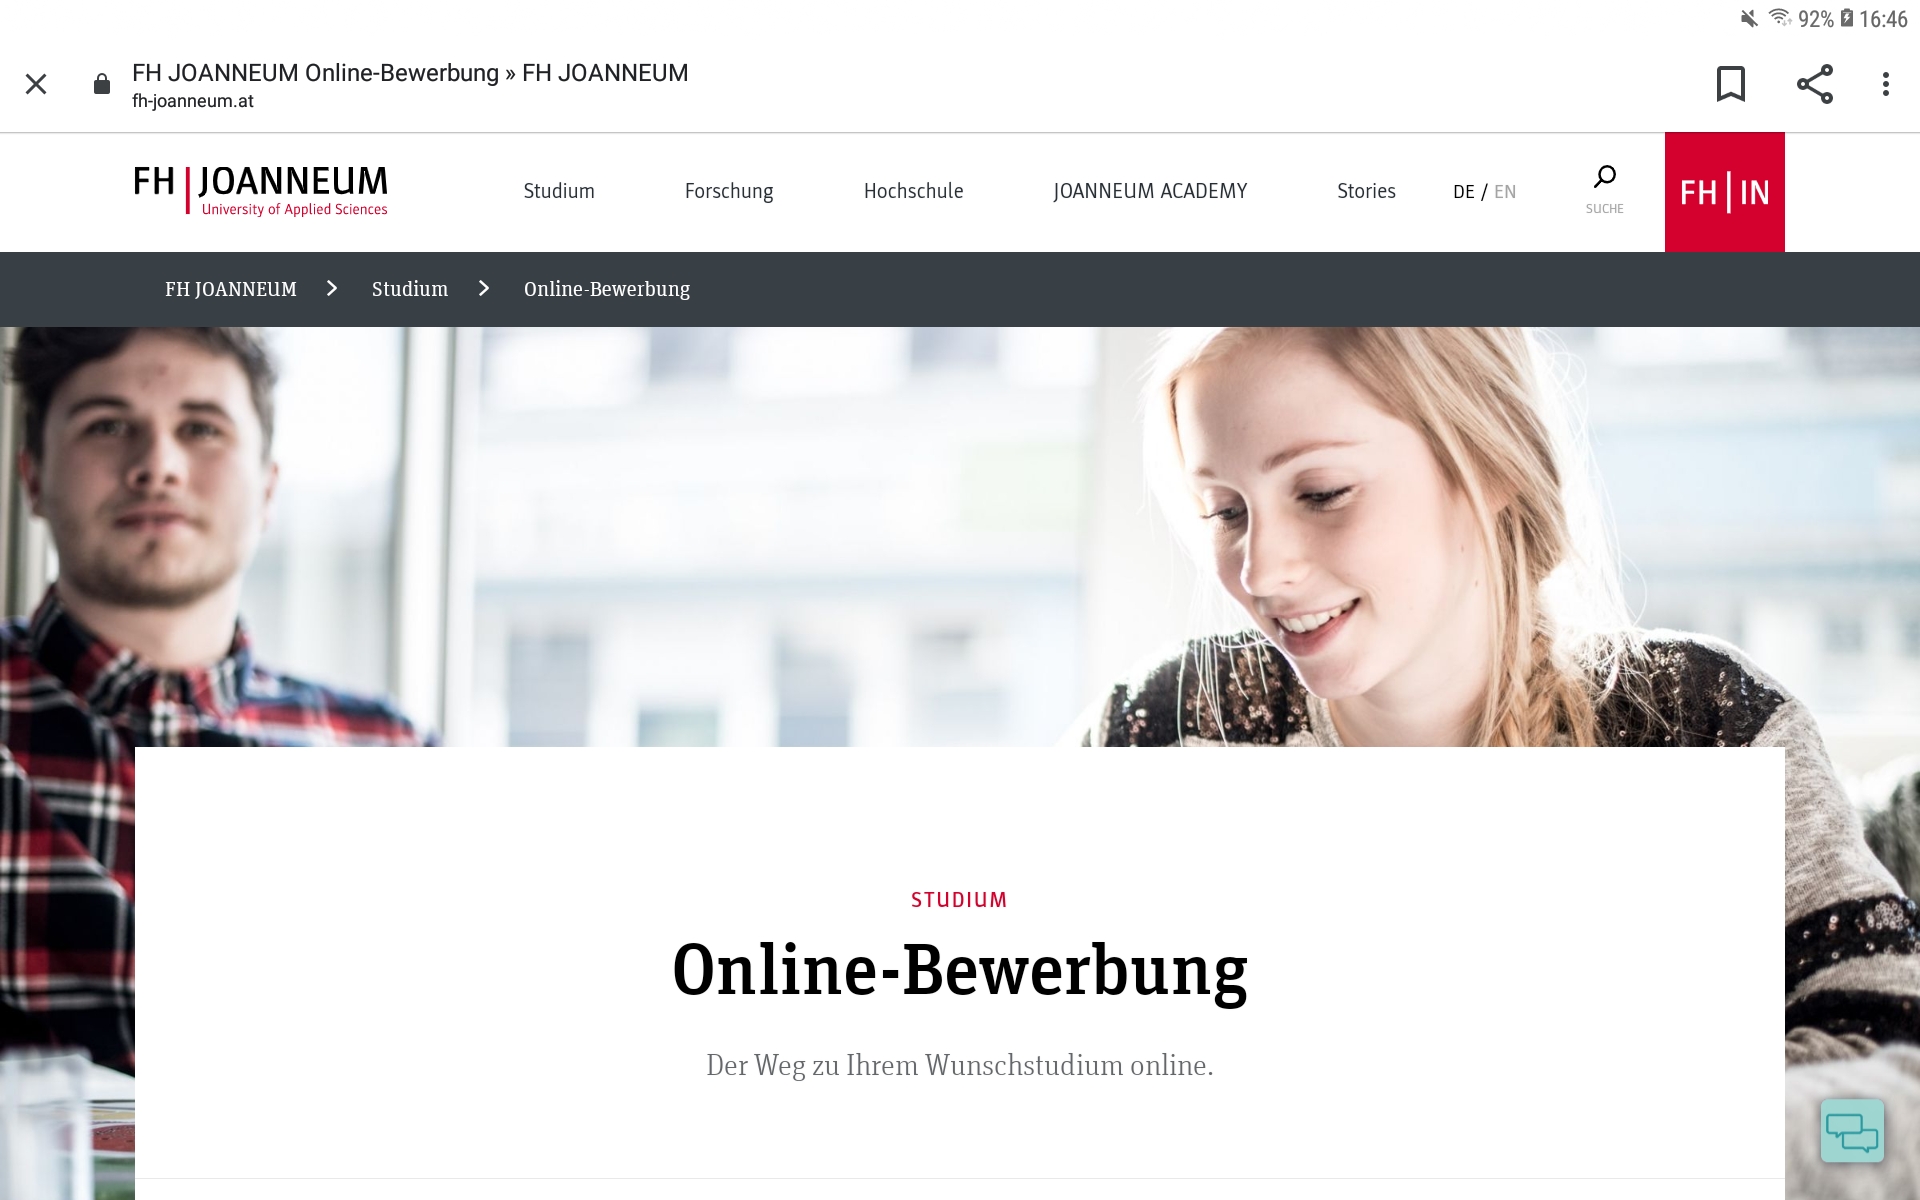 92% 16:46
FH JOANNEUM Online-Bewerbung » FH JOANNEUM
fh-joanneum.at
FH JOANNEUM
University of Applied Sciences
Studium Forschung Hochschule JOANNEUM ACADEMY Stories DE / EN
SUCHE
FH IN
FH JOANNEUM Studium Online-Bewerbung
STUDIUM
Online-Bewerbung
Der Weg zu Ihrem Wunschstudium online.